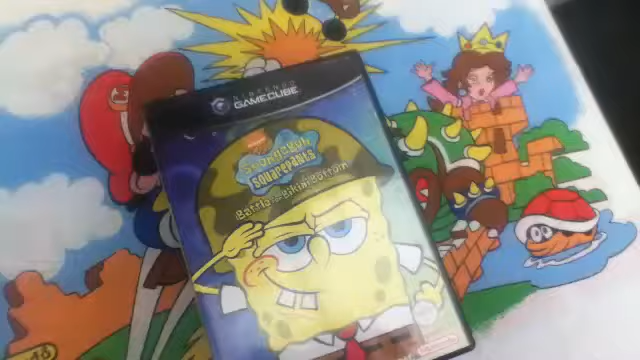 NINTENDO
GAMECUBE
SpongeBob
SquarePants
Battle for Bikini Bottom